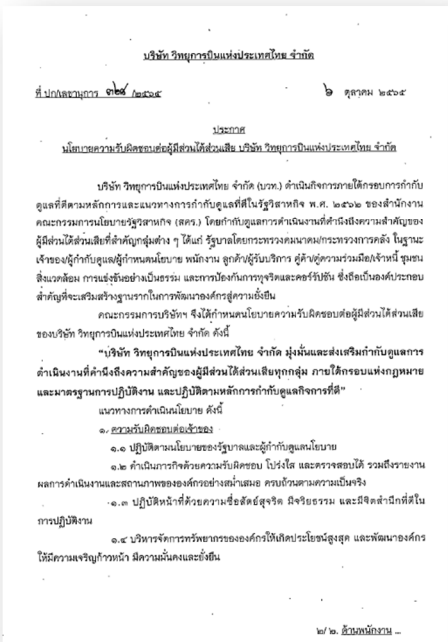 บริษัท วิทยุการบินแห่งประเทศไทย จำกัด
ที่ ปก/เลขานุการ ๓๒๘ /๒๕๖๕ ๖ ตุลาคม ๒๕๖๕
ประกาศ
นโยบายความรับผิดชอบต่อผู้มีส่วนได้ส่วนเสีย บริษัท วิทยุการบินแห่งประเทศไทย จำกัด
บริษัท วิทยุการบินแห่งประเทศไทย จำกัด (บวท.) ดำเนินกิจการภายใต้กรอบการกำกับ
ดูแลที่ดีตามหลักการและแนวทางการกำกับดูแลที่ดีในรัฐวิสาหกิจ พ.ศ. ๒๕๖๒ ของสำนักงาน
คณะกรรมการนโยบายรัฐวิสาหกิจ (สคร.) โดยกำกับดูแลการดำเนินงานที่คำนึงถึงความสำคัญของ
ผู้มีส่วนได้ส่วนเสียที่สำคัญกลุ่มต่าง ๆ ได้แก่ รัฐบาลโดยกระทรวงคมนาคม/กระทรวงการคลัง ในฐานะ
เจ้าของ/ผู้กำกับดูแล/ผู้กำหนดนโยบาย พนักงาน ลูกค้า/ผู้รับบริการ คู่ค้า/คู่ความร่วมมือ/เจ้าหนี้ ชุมชน
สิ่งแวดล้อม การแข่งขันอย่างเป็นธรรม และการป้องกันการทุจริตและคอร์รัปชัน ซึ่งถือเป็นองค์ประกอบ
สำคัญที่จะเสริมสร้างฐานรากในการพัฒนาองค์กรสู่ความยั่งยืน
คณะกรรมการบริษัทฯ จึงได้กำหนดนโยบายความรับผิดชอบต่อผู้มีส่วนได้ส่วนเสีย
ของบริษัท วิทยุการบินแห่งประเทศไทย จำกัด ดังนี้
"บริษัท วิทยุการบินแห่งประเทศไทย จำกัด มุ่งมั่นและส่งเสริมกำกับดูแลการ
ดำเนินงานที่คำนึงถึงความสำคัญของผู้มีส่วนได้ส่วนเสียทุกกลุ่ม ภายใต้กรอบแห่งกฎหมาย
และมาตรฐานการปฏิบัติงาน และปฏิบัติตามหลักการกำกับดูแลกิจการที่ดี"
แนวทางการดำเนินนโยบาย ดังนี้
๑. ความรับผิดชอบต่อเจ้าของ
๑.๑ ปฏิบัติตามนโยบายของรัฐบาลและผู้กำกับดูแลนโยบาย
๑.๒ ดำเนินภารกิจด้วยความรับผิดชอบ โปร่งใส และตรวจสอบได้ รวมถึงรายงาน
ผลการดำเนินงานและสถานภาพขององค์กรอย่างสม่ำเสมอ ครบถ้วนตามความเป็นจริง
๑.๓ ปฏิบัติหน้าที่ด้วยความซื่อสัตย์สุจริต มีจริยธรรม และมีจิตสำนึกที่ดีใน
การปฏิบัติงาน
๑.๔ บริหารจัดการทรัพยากรขององค์กรให้เกิดประโยชน์สูงสุด และพัฒนาองค์กร
ให้มีความเจริญก้าวหน้า มีความมั่นคงและยั่งยืน
๒/ ๒. ด้านพนักงาน ...